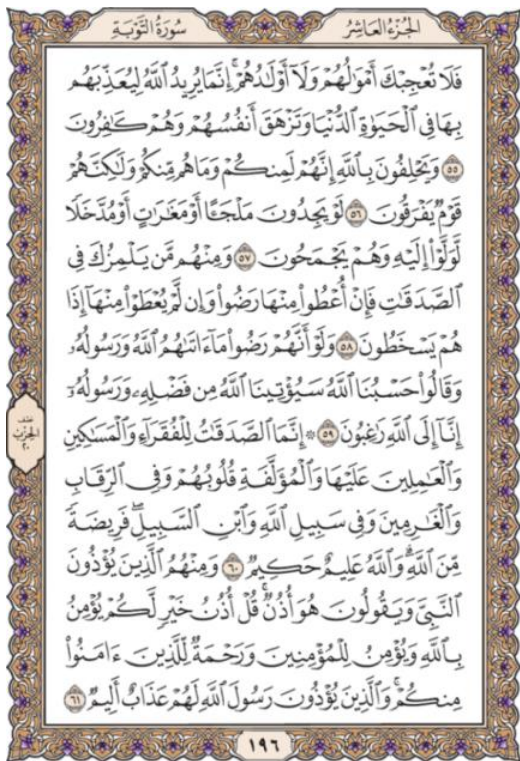 الجزء العاشر سورة التوبة
فَلَا تُعْجِبْكَ أَمْوَٰلُهُمْ وَلَآ أَوْلَٰدُهُمْ ۚ إِنَّمَا يُرِيدُ ٱللَّهُ لِيُعَذِّبَهُم
بِهَا فِى ٱلْحَيَوٰةِ ٱلدُّنْيَا وَتَزْهَقَ أَنفُسُهُمْ وَهُمْ كَٰفِرُونَ
٥٥ وَيَحْلِفُونَ بِٱللَّهِ إِنَّهُمْ لَمِنكُمْ وَمَا هُم مِّنكُمْ وَلَٰكِنَّهُمْ
قَوْمٌ يَفْرَقُونَ ٥٦ لَوْ يَجِدُونَ مَلْجَـًٔا أَوْ مَغَٰرَٰتٍ أَوْ مُدَّخَلًا
لَّوَلَّوْا۟ إِلَيْهِ وَهُمْ يَجْمَحُونَ ٥٧ وَمِنْهُم مَّن يَلْمِزُكَ فِى
ٱلصَّدَقَٰتِ فَإِنْ أُعْطُوا۟ مِنْهَا رَضُوا۟ وَإِن لَّمْ يُعْطَوْا۟ مِنْهَآ إِذَا
هُمْ يَسْخَطُونَ ٥٨ وَلَوْ أَنَّهُمْ رَضُوا۟ مَآ ءَاتَىٰهُمُ ٱللَّهُ وَرَسُولُهُۥ
وَقَالُوا۟ حَسْبُنَا ٱللَّهُ سَيُؤْتِينَا ٱللَّهُ مِن فَضْلِهِۦ وَرَسُولُهُۥٓ
إِنَّآ إِلَى ٱللَّهِ رَٰغِبُونَ ٥٩ ۞ إِنَّمَا ٱلصَّدَقَٰتُ لِلْفُقَرَآءِ وَٱلْمَسَٰكِينِ
وَٱلْعَٰمِلِينَ عَلَيْهَا وَٱلْمُؤَلَّفَةِ قُلُوبُهُمْ وَفِى ٱلرِّقَابِ
وَٱلْغَٰرِمِينَ وَفِى سَبِيلِ ٱللَّهِ وَٱبْنِ ٱلسَّبِيلِ ۖ فَرِيضَةً
مِّنَ ٱللَّهِ ۗ وَٱللَّهُ عَلِيمٌ حَكِيمٌ ٦٠ وَمِنْهُمُ ٱلَّذِينَ يُؤْذُونَ
ٱلنَّبِىَّ وَيَقُولُونَ هُوَ أُذُنٌ ۚ قُلْ أُذُنُ خَيْرٍ لَّكُمْ يُؤْمِنُ
بِٱللَّهِ وَيُؤْمِنُ لِلْمُؤْمِنِينَ وَرَحْمَةٌ لِّلَّذِينَ ءَامَنُوا۟
مِنكُمْ ۚ وَٱلَّذِينَ يُؤْذُونَ رَسُولَ ٱللَّهِ لَهُمْ عَذَابٌ أَلِيمٌ ٦١
نصف
الحزب
٢٠
١٩٦